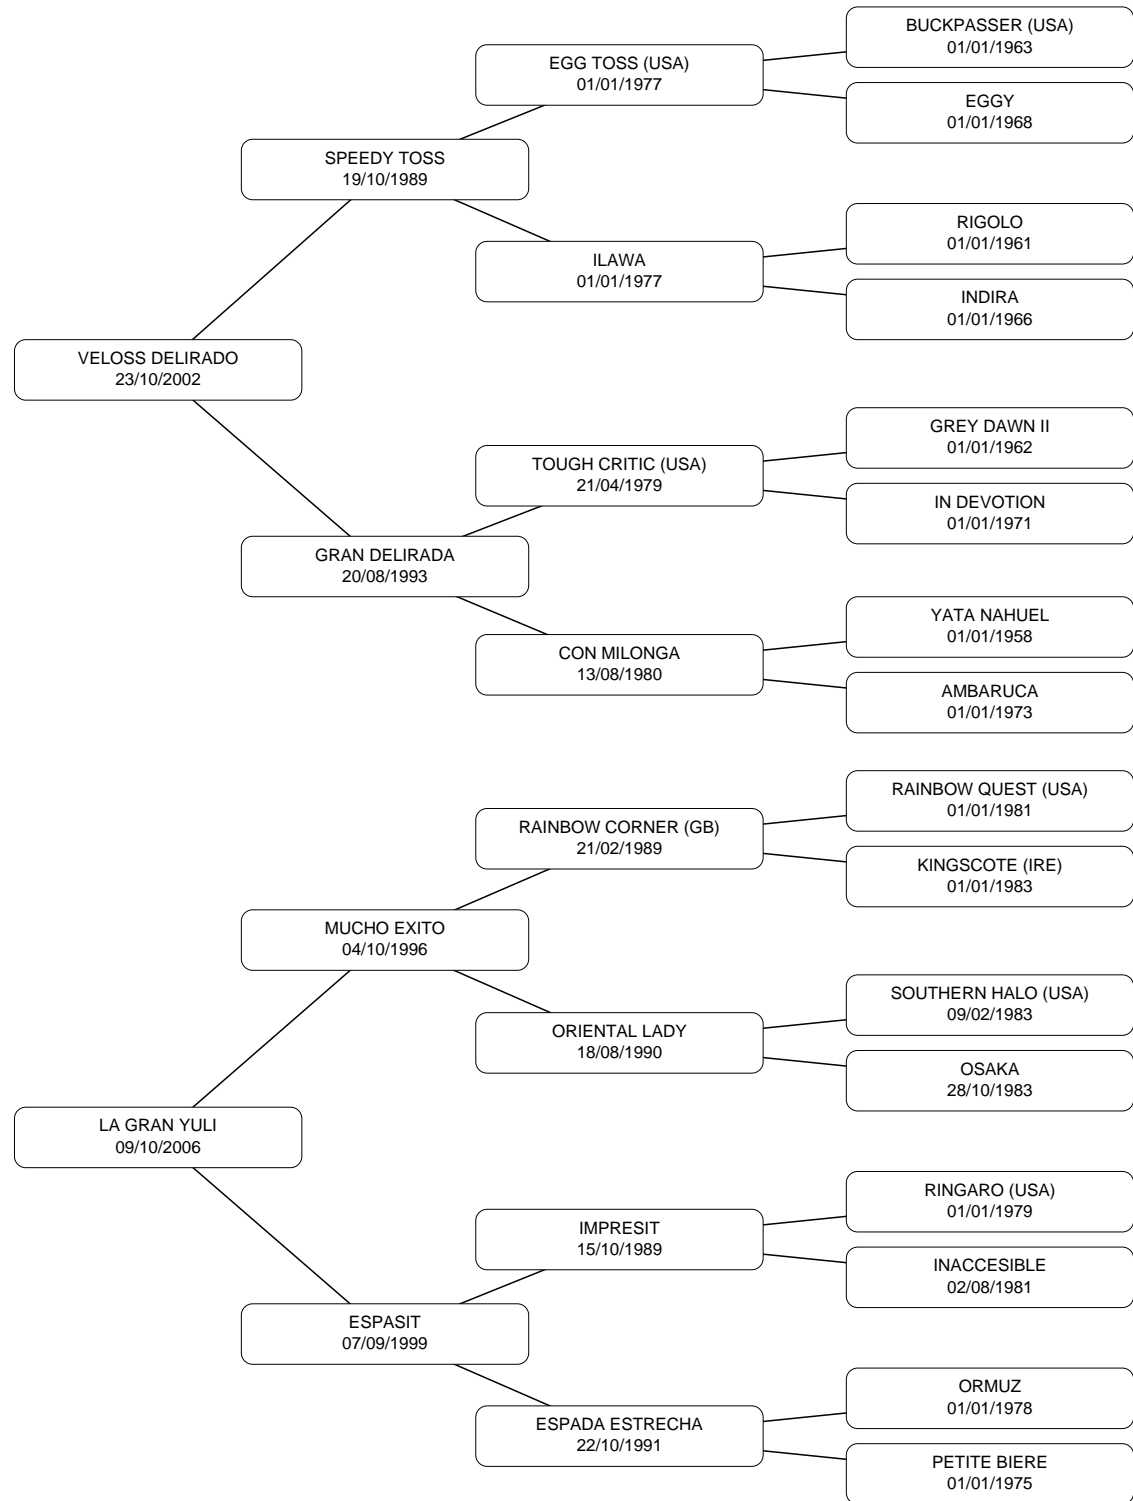 BUCKPASSER (USA)
01/01/1963
EGG TOSS (USA)
01/01/1977
EGGY
01/01/1968
SPEEDY TOSS
19/10/1989
RIGOLO
01/01/1961
ILAWA
01/01/1977
INDIRA
01/01/1966
VELOSS DELIRADO
23/10/2002
GREY DAWN II
01/01/1962
TOUGH CRITIC (USA)
21/04/1979
IN DEVOTION
01/01/1971
GRAN DELIRADA
20/08/1993
YATA NAHUEL
01/01/1958
CON MILONGA
13/08/1980
AMBARUCA
01/01/1973
RAINBOW QUEST (USA)
01/01/1981
RAINBOW CORNER (GB)
21/02/1989
KINGSCOTE (IRE)
01/01/1983
MUCHO EXITO
04/10/1996
SOUTHERN HALO (USA)
09/02/1983
ORIENTAL LADY
18/08/1990
OSAKA
28/10/1983
LA GRAN YULI
09/10/2006
RINGARO (USA)
01/01/1979
IMPRESIT
15/10/1989
INACCESIBLE
02/08/1981
ESPASIT
07/09/1999
ORMUZ
01/01/1978
ESPADA ESTRECHA
22/10/1991
PETITE BIERE
01/01/1975